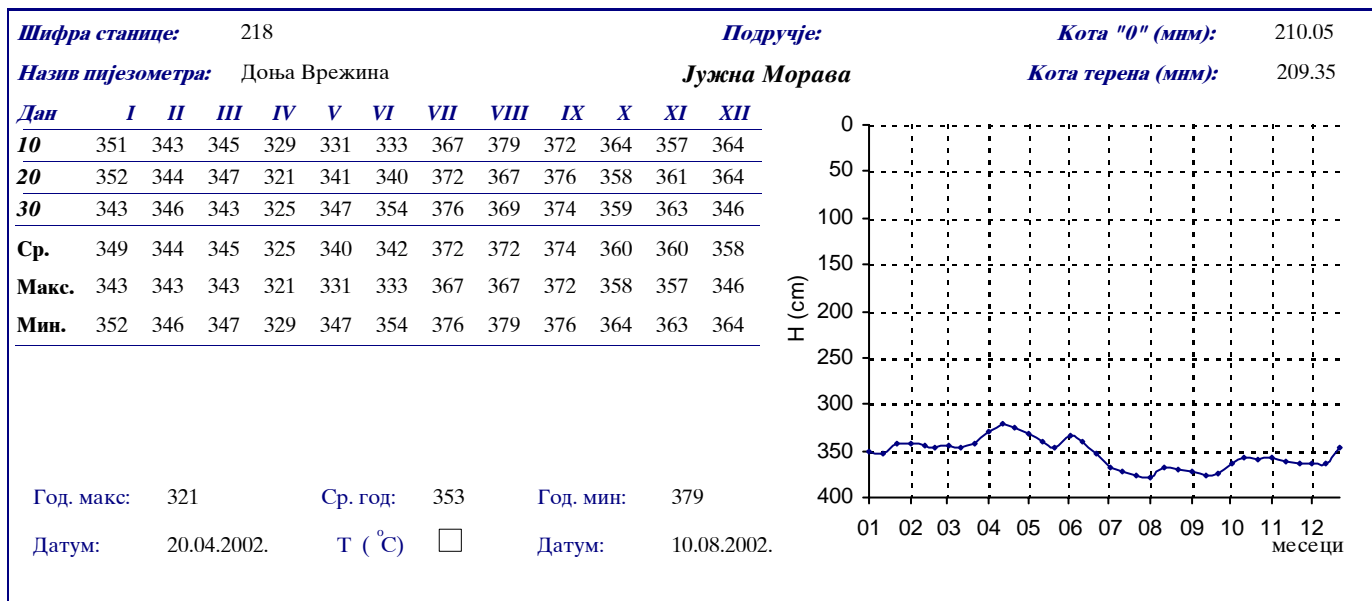 Шифра станице: 218 Подручје: Кота "0" (мнм): 210.05
Назив пијезометра: Доња Врежина Јужна Морава Кота терена (мнм): 209.35
Дан I II III IV V VI VII VIII IX X XI XII
10 351 343 345 329 331 333 367 379 372 364 357 364
20 352 344 347 321 341 340 372 367 376 358 361 364
30 343 346 343 325 347 354 376 369 374 359 363 346
Ср. 349 344 345 325 340 342 372 372 374 360 360 358
Макс. 343 343 343 321 331 333 367 367 372 358 357 346
Мин. 352 346 347 329 347 354 376 379 376 364 363 364
0
50
100
150
200
250
300
350
400
H (cm)
01 02 03 04 05 06 07 08 09 10 11 12
месеци
Год. макс: 321 Ср. год: 353 Год. мин: 379
Датум: 20.04.2002. T ( °C) Датум: 10.08.2002.